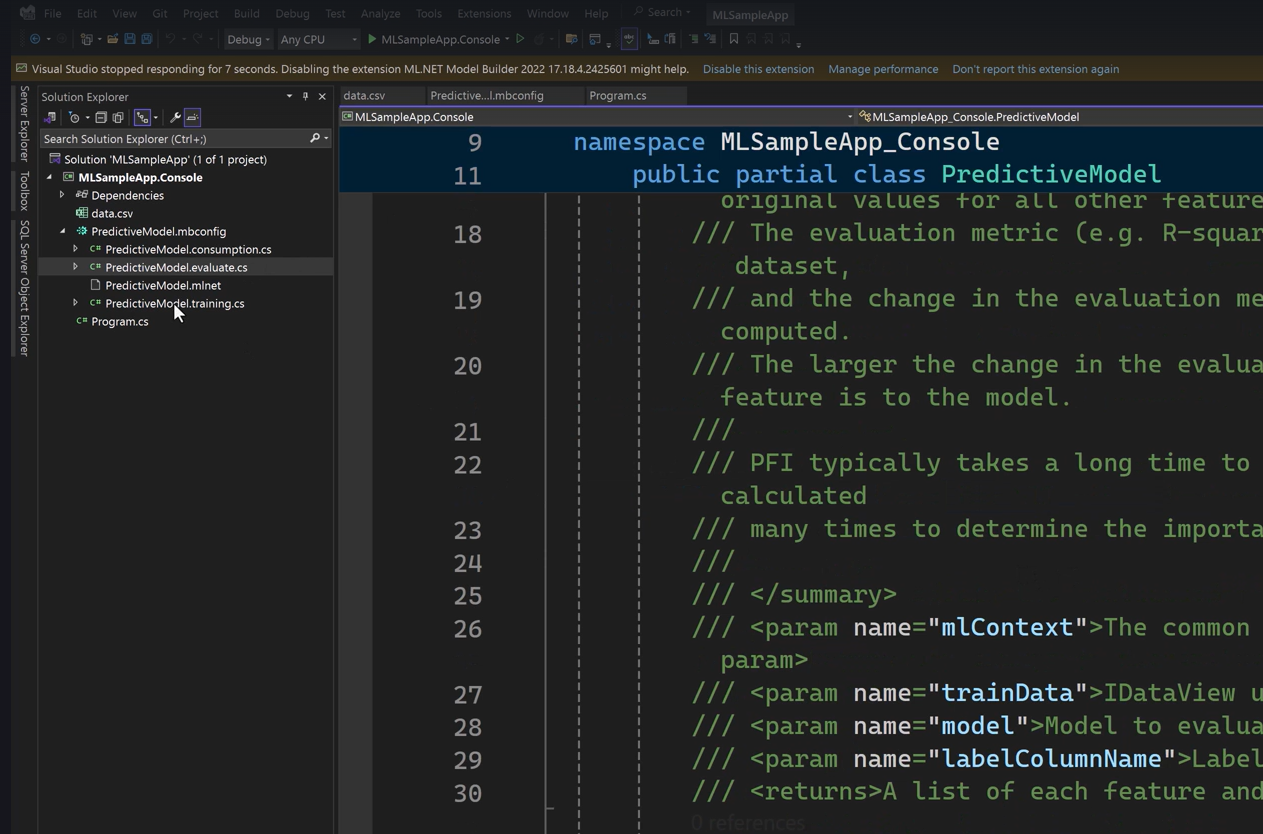 File Edit View Git Project Build Debug Test Analyze Tools Extensions Window Help Search MLSampleApp
Debug Any CPU MLSampleApp.Console
Visual Studio stopped responding for 7 seconds. Disabling the extension ML.NET Model Builder 2022 17.18.4.2425601 might help. Disable this extension Manage performance Don't report this extension again
Server Explorer
Toolbox
SQL Server Object Explorer
Solution Explorer
Search Solution Explorer (Ctrl+;)
Solution 'MLSampleApp' (1 of 1 project)
MLSampleApp.Console
Dependencies
data.csv
PredictiveModel.mbconfig
PredictiveModel.consumption.cs
PredictiveModel.evaluate.cs
PredictiveModel.mlnet
PredictiveModel.training.cs
Program.cs
data.csv Predictive...l.mbconfig Program.cs
MLSampleApp.Console MLSampleApp_Console.PredictiveModel
9 namespace MLSampleApp_Console
11 public partial class PredictiveModel
original values for all other feature
18 /// The evaluation metric (e.g. R-squar
dataset,
19 /// and the change in the evaluation me
computed.
20 /// The larger the change in the evalua
feature is to the model.
21 ///
22 /// PFI typically takes a long time to
calculated
23 /// many times to determine the importa
24 ///
25 /// </summary>
26 /// <param name="mlContext">The common
param>
27 /// <param name="trainData">IDataView u
28 /// <param name="model">Model to evalua
29 /// <param name="labelColumnName">Label
30 /// <returns>A list of each feature and
0 references